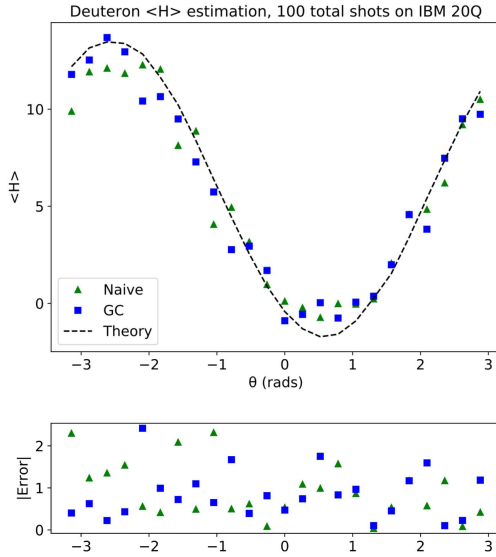 Deuteron <H> estimation, 100 total shots on IBM 20Q
<H>
10
5
0
Naive
GC
Theory
−3 −2 −1 0 1 2 3
θ (rads)
|Error|
2
1
0
−3 −2 −1 0 1 2 3